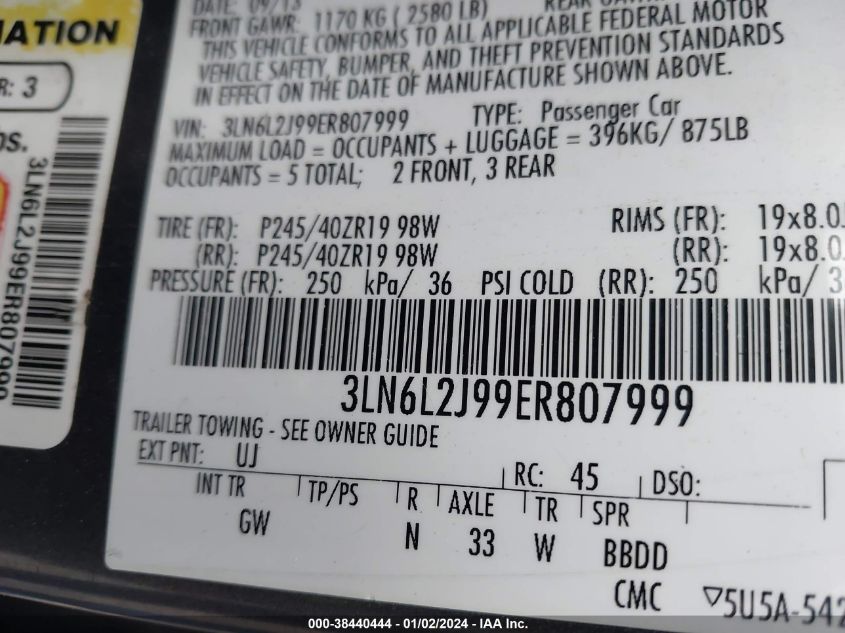 MATION
R: 3
bs.
3LN6L2J99ER807999
DATE: 09/13
FRONT GAWR: 1170 KG ( 2580 LB)
THIS VEHICLE CONFORMS TO ALL APPLICABLE FEDERAL MOTOR
VEHICLE SAFETY, BUMPER, AND THEFT PREVENTION STANDARDS
IN EFFECT ON THE DATE OF MANUFACTURE SHOWN ABOVE.
VIN: 3LN6L2J99ER807999 TYPE: Passenger Car
MAXIMUM LOAD = OCCUPANTS + LUGGAGE = 396KG/ 875LB
OCCUPANTS = 5 TOTAL; 2 FRONT, 3 REAR
TIRE (FR): P245/40ZR19 98W RIMS (FR): 19x8.0
(RR): P245/40ZR19 98W (RR): 19x8.0
PRESSURE (FR): 250 kPa/ 36 PSI COLD (RR): 250 kPa/ 3
3LN6L2J99ER807999
TRAILER TOWING - SEE OWNER GUIDE
EXT PNT: UJ RC: 45 DSO:
INT TR TP/PS R AXLE TR SPR
GW N 33 W BBDD
CMC ▽5U5A-542
000-38440444 - 01/02/2024 - IAA Inc.